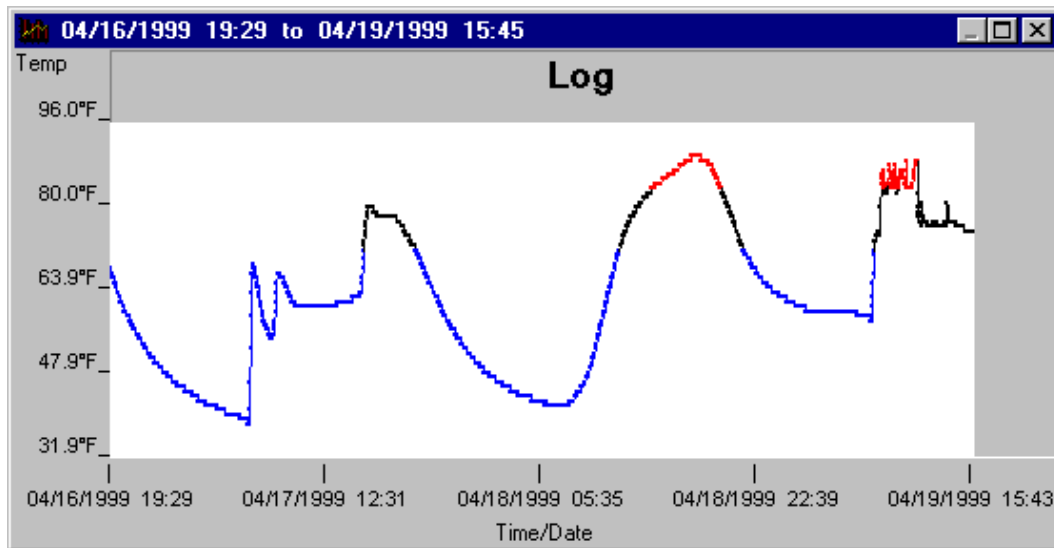 04/16/1999 19:29 to 04/19/1999 15:45
Temp
Log
96.0°F
80.0°F
63.9°F
47.9°F
31.9°F
04/16/1999 19:29
04/17/1999 12:31
04/18/1999 05:35
04/18/1999 22:39
04/19/1999 15:43
Time/Date